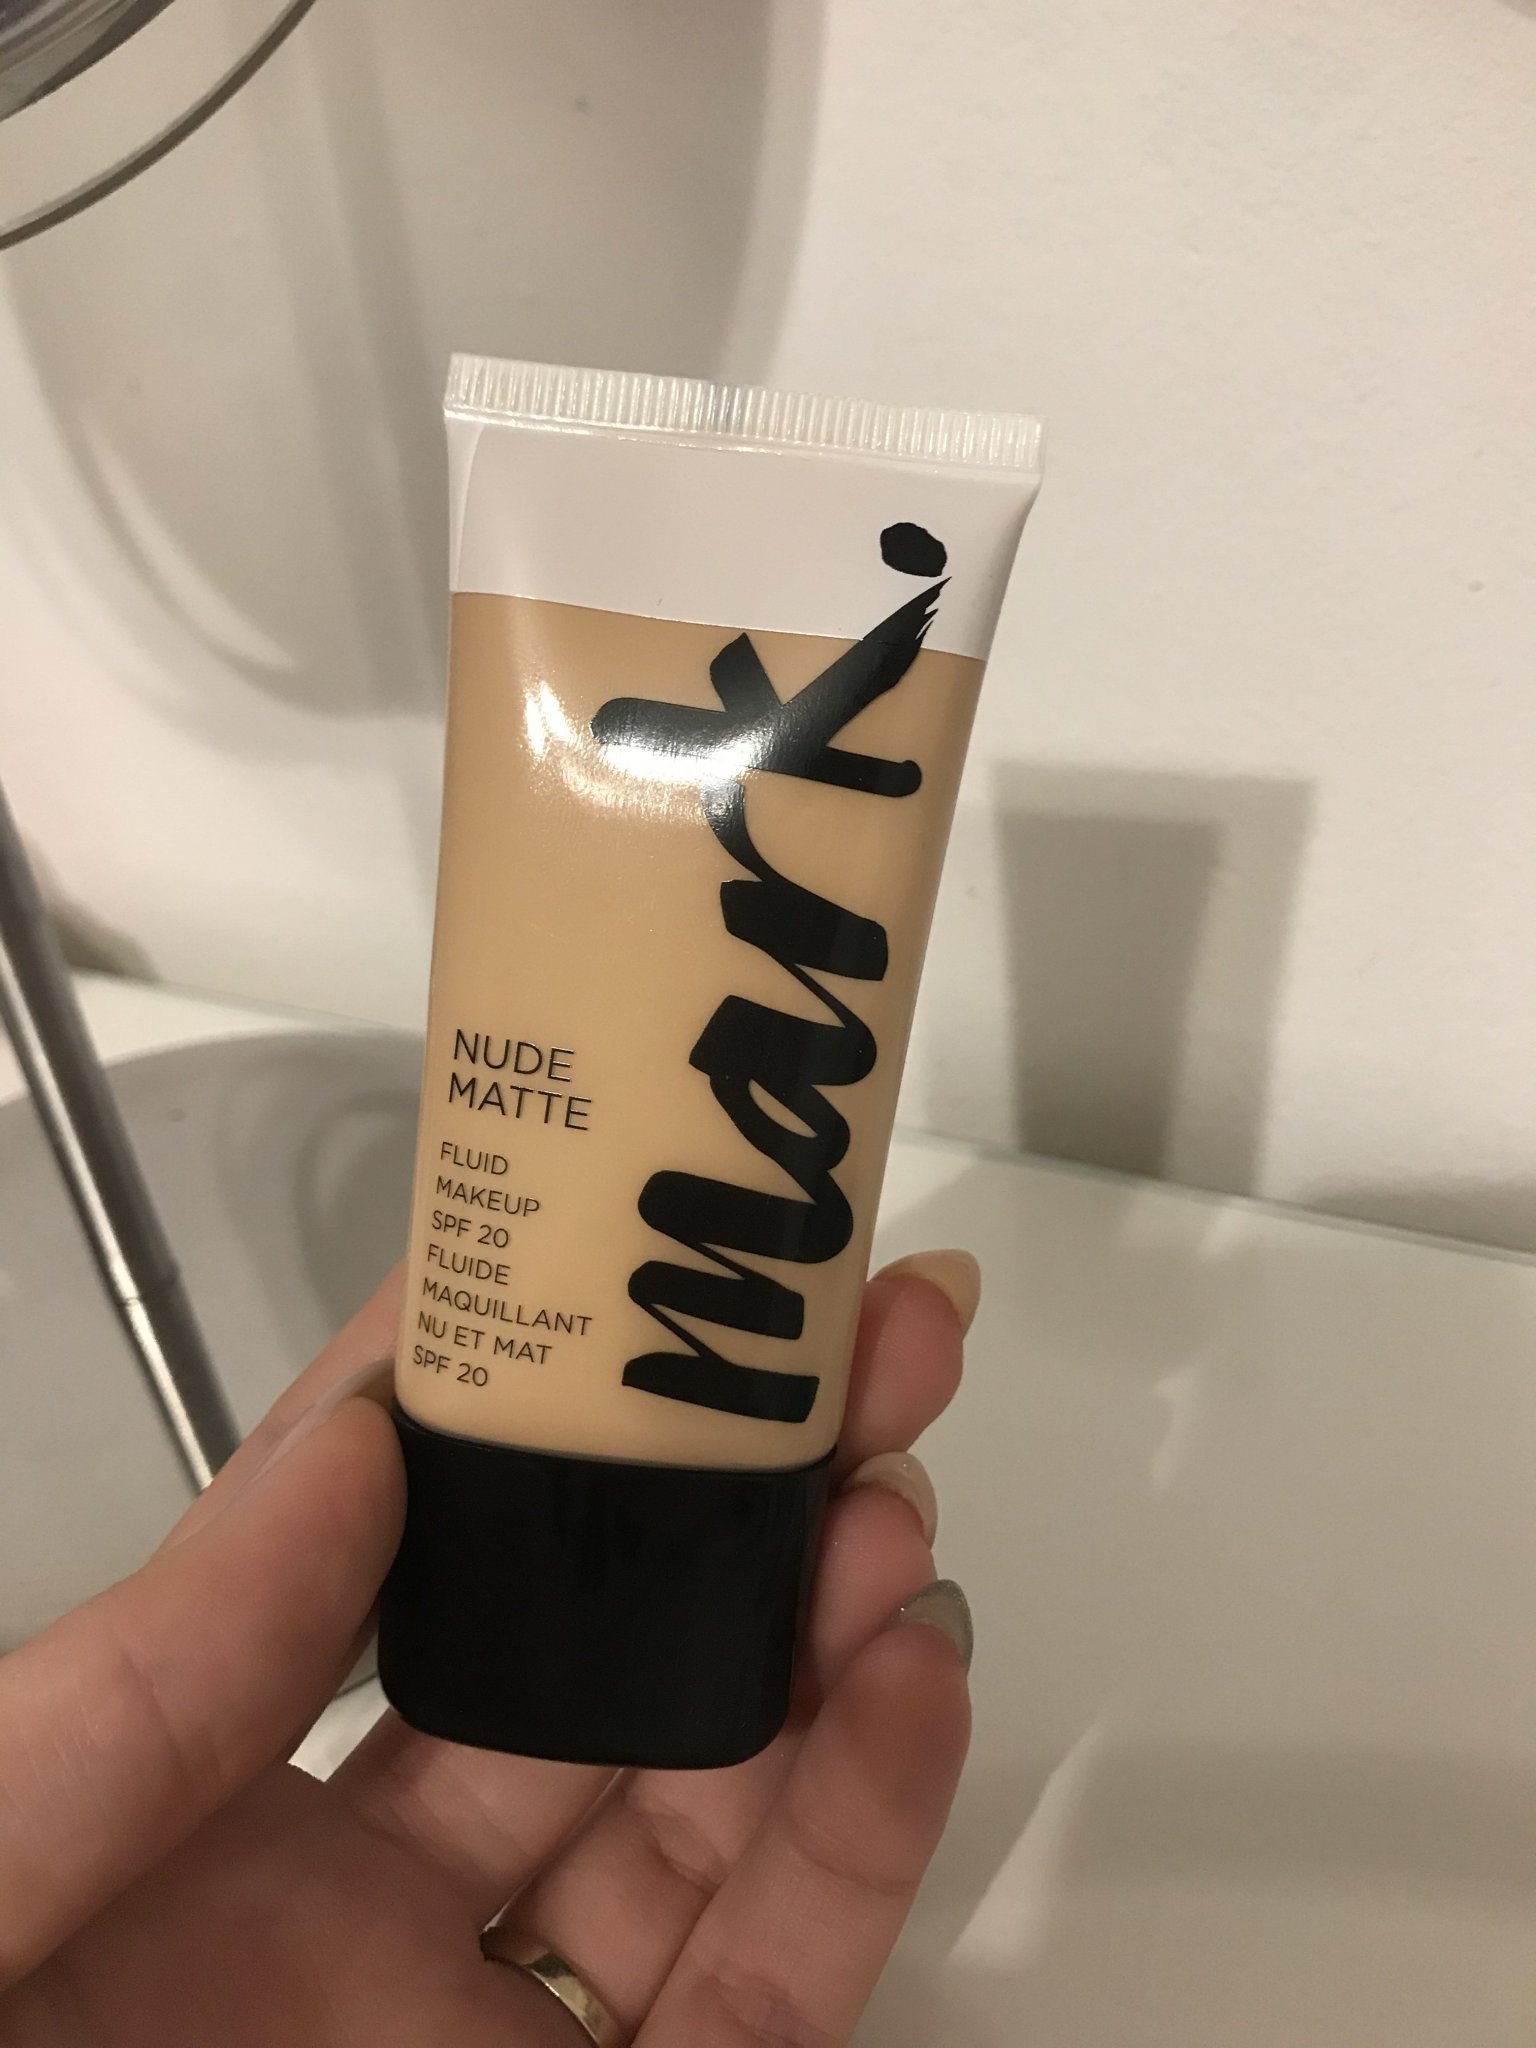 mark.
NUDE
MATTE
FLUID
MAKEUP
SPF 20
FLUIDE
MAQUILLANT
NU ET MAT
SPF 20